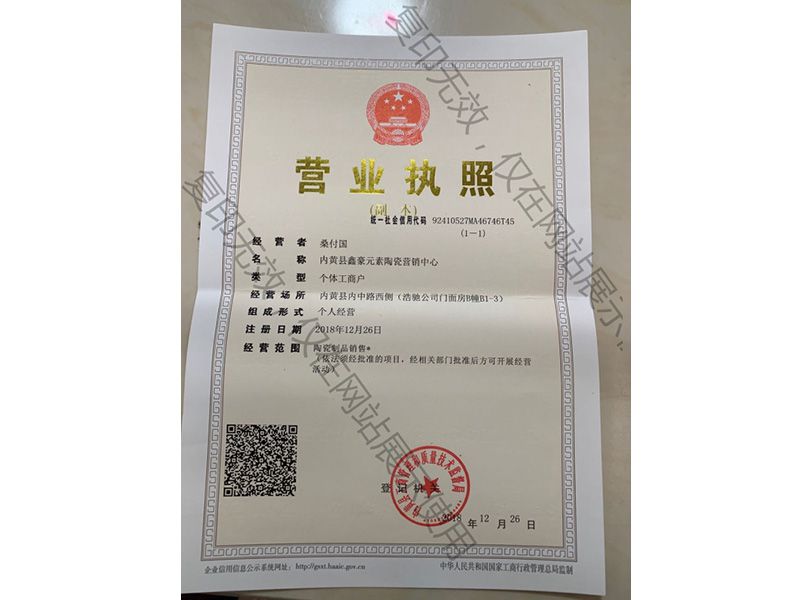 营业执照
(副 本)
统一社会信用代码 92410527MA46746T45
(1-1)
经营者 桑付国
名称 内黄县鑫豪元素陶瓷营销中心
类型 个体工商户
经营场所 内黄县内中路西侧（浩驰公司门面房B幢B1-3）
组成形式 个人经营
注册日期 2018年12月26日
经营范围 陶瓷制品销售*
（依法须经批准的项目，经相关部门批准后方可开展经营
活动）
登记机关
2018 年 12 月 26 日
企业信用信息公示系统网址：http://gsxt.haaic.gov.cn
中华人民共和国国家工商行政管理总局监制
复印无效，仅在网站展示
复印无效，仅在网站展示使用